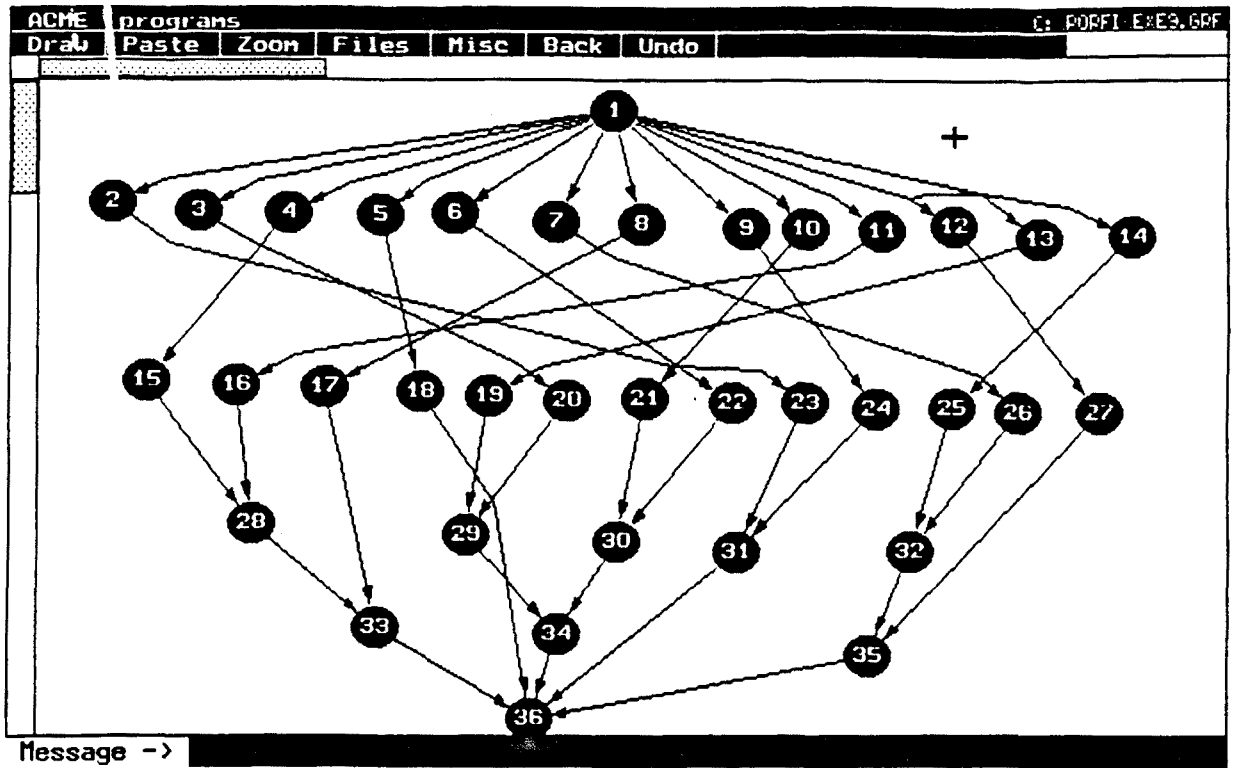 ACME programs C: PORFI EXE9.GRF
Draw Paste Zoom Files Misc Back Undo
1
2 3 4 5 6 7 8 9 10 11 12 13 14
15 16 17 18 19 20 21 22 23 24 25 26 27
28 29 30 31 32
33 34 35
36
Message ->